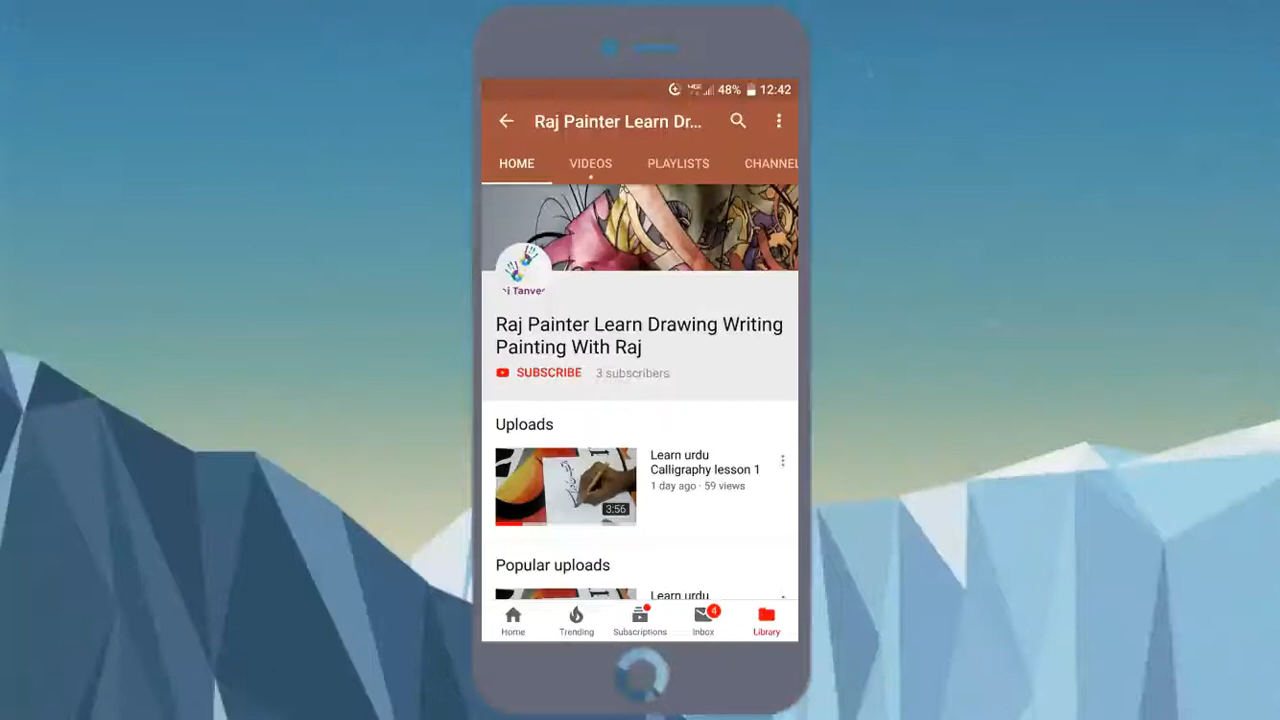 48% 12:42
Raj Painter Learn Dr...
HOME VIDEOS PLAYLISTS CHANNEL
Raj Painter Learn Drawing Writing
Painting With Raj
SUBSCRIBE 3 subscribers
Uploads
Learn urdu
Calligraphy lesson 1
1 day ago · 59 views
3:56
Popular uploads
Learn urdu
4
Home Trending Subscriptions Inbox Library